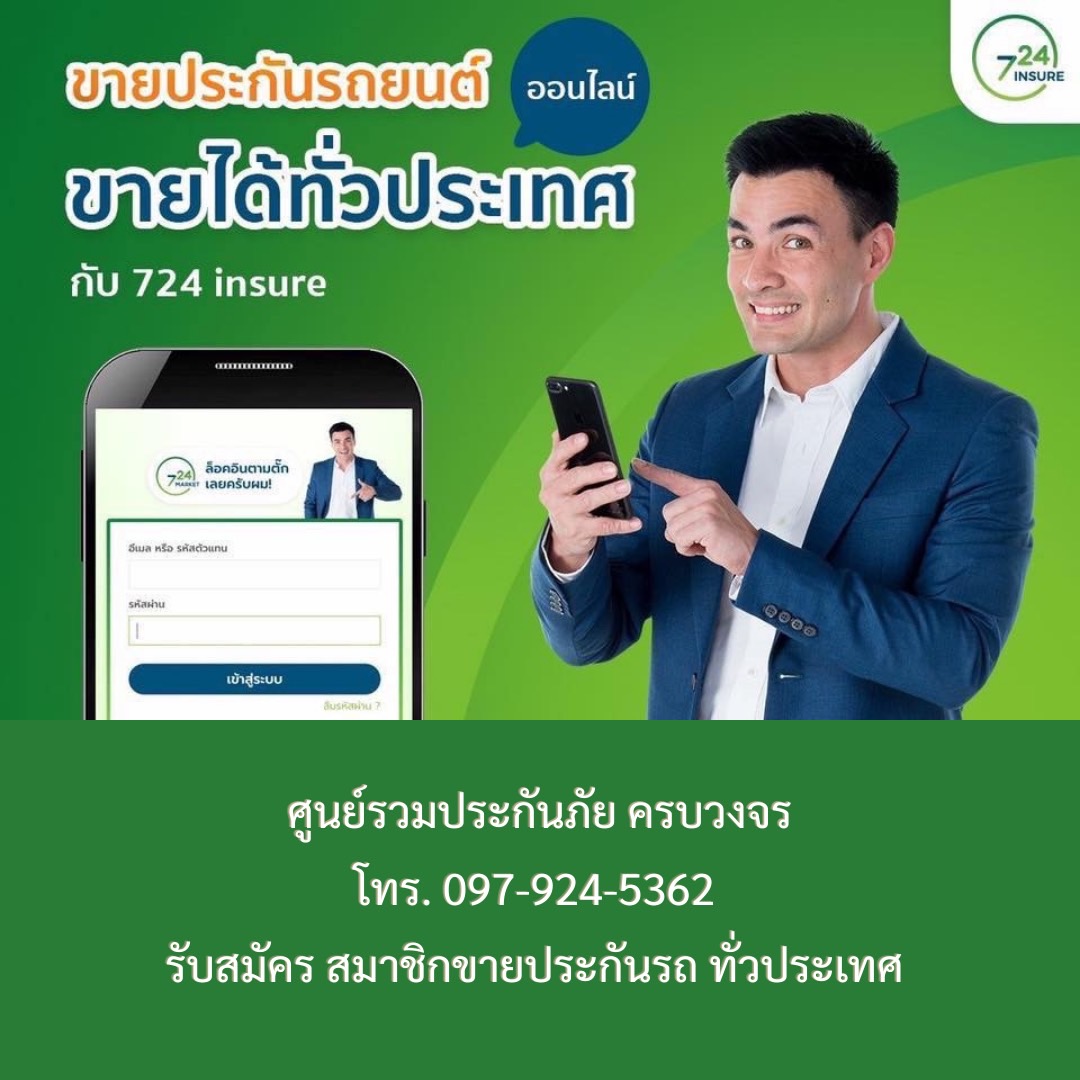 ขายประกันรถยนต์ ออนไลน์
ขายได้ทั่วประเทศ
กับ 724 insure
724
INSURE
724
MARKET
ล็อคอินตามตั๊ก
เลยครับผม!
อีเมล หรือ รหัสตัวแทน
รหัสผ่าน
เข้าสู่ระบบ
ลืมรหัสผ่าน ?
ศูนย์รวมประกันภัย ครบวงจร
โทร. 097-924-5362
รับสมัคร สมาชิกขายประกันรถ ทั่วประเทศ